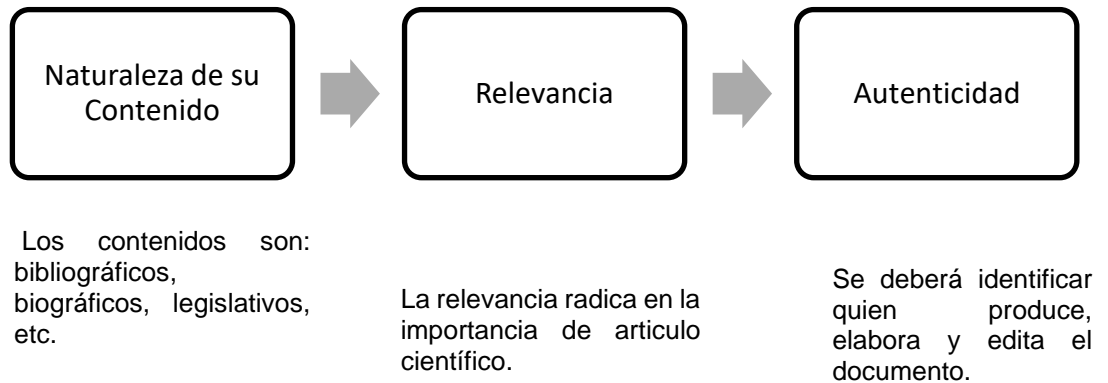 Naturaleza de su
Contenido
Relevancia
Autenticidad
Los contenidos son:
bibliográficos,
biográficos, legislativos,
etc.
La relevancia radica en la
importancia de articulo
científico.
Se deberá identificar
quien produce,
elabora y edita el
documento.